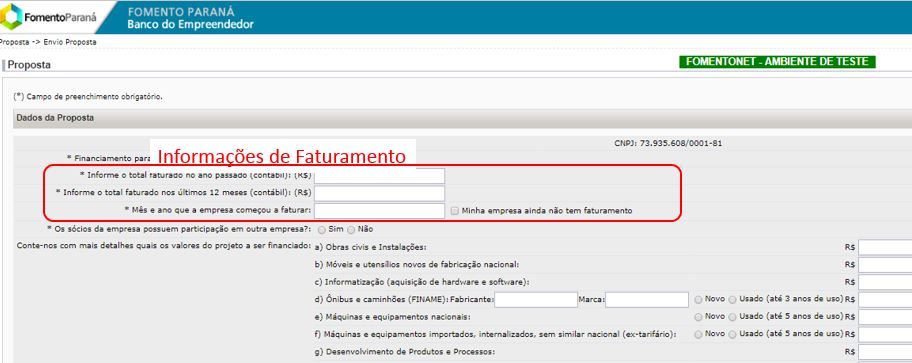 FomentoParaná
FOMENTO PARANÁ
Banco do Empreendedor
Proposta -> Envio Proposta
Proposta
FOMENTONET - AMBIENTE DE TESTE
(*) Campo de preenchimento obrigatório.
Dados da Proposta
CNPJ: 73.935.608/0001-81
* Financiamento para
Informações de Faturamento
* Informe o total faturado no ano passado (contábil): (R$)
* Informe o total faturado nos últimos 12 meses (contábil): (R$)
* Mês e ano que a empresa começou a faturar: Minha empresa ainda não tem faturamento
* Os sócios da empresa possuem participação em outra empresa?: Sim Não
Conte-nos com mais detalhes quais os valores do projeto a ser financiado: a) Obras civis e Instalações: R$
b) Móveis e utensílios novos de fabricação nacional: R$
c) Informatização (aquisição de hardware e software): R$
d) Ônibus e caminhões (FINAME): Fabricante: Marca: Novo Usado (até 3 anos de uso) R$
e) Máquinas e equipamentos nacionais: Novo Usado (até 5 anos de uso) R$
f) Máquinas e equipamentos importados, internalizados, sem similar nacional (ex-tarifário): Novo Usado (até 5 anos de uso) R$
g) Desenvolvimento de Produtos e Processos: R$